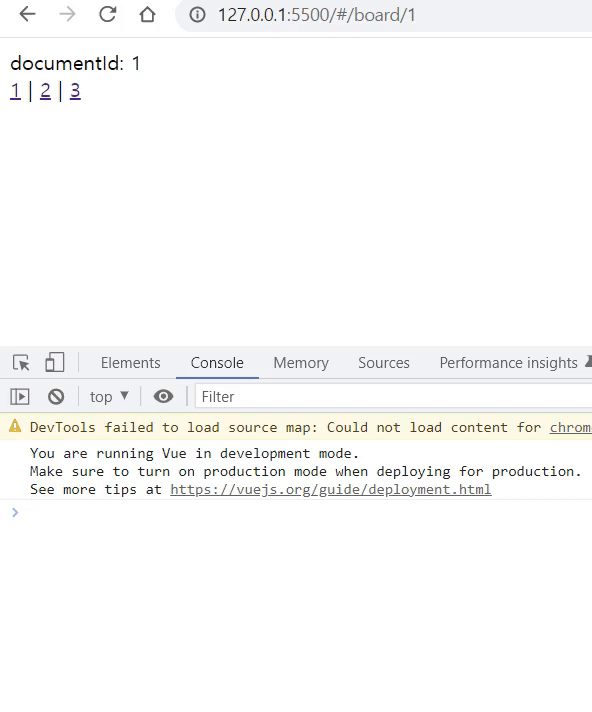 127.0.0.1:5500/#/board/1
documentId: 1
1 | 2 | 3
Elements Console Memory Sources Performance insights
top Filter
DevTools failed to load source map: Could not load content for chrom
You are running Vue in development mode.
Make sure to turn on production mode when deploying for production.
See more tips at https://vuejs.org/guide/deployment.html